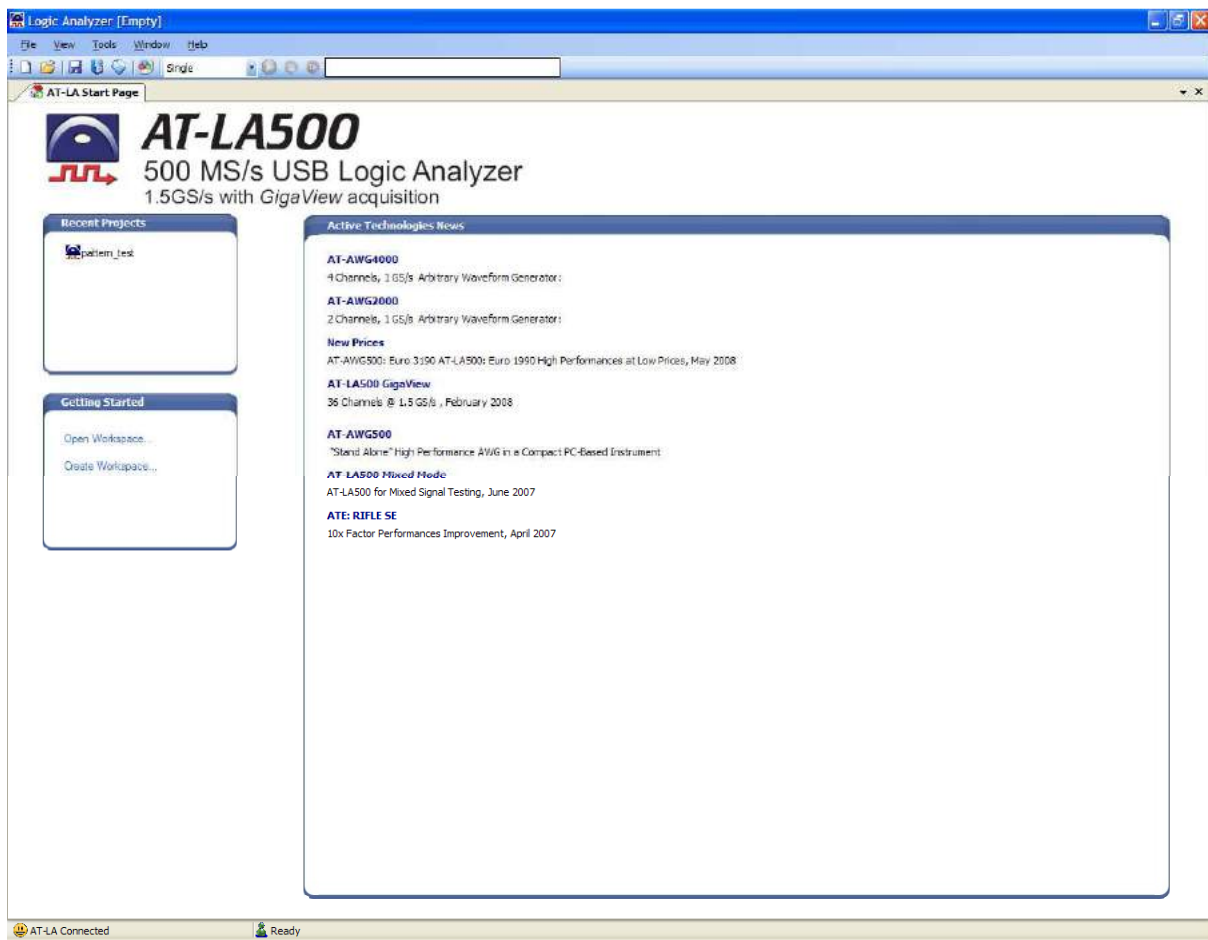 Logic Analyzer [Empty]
File View Tools Window Help
Single
AT-LA Start Page
AT-LA500
500 MS/s USB Logic Analyzer
1.5GS/s with GigaView acquisition
Recent Projects
pattern_test
Getting Started
Open Workspace...
Create Workspace...
Active Technologies News
AT-AWG4000
4 Channels, 1 GS/s Arbitrary Waveform Generator:
AT-AWG2000
2 Channels, 1 GS/s Arbitrary Waveform Generator:
New Prices
AT-AWG500: Euro 3190 AT-LA500: Euro 1990 High Performances at Low Prices, May 2008
AT-LA500 GigaView
36 Channels @ 1.5 GS/s , February 2008
AT-AWG500
"Stand Alone" High Performance AWG in a Compact PC-Based Instrument
AT-LA500 Mixed Mode
AT-LA500 for Mixed Signal Testing, June 2007
ATE: RIFLE SE
10x Factor Performances Improvement, April 2007
AT-LA Connected
Ready